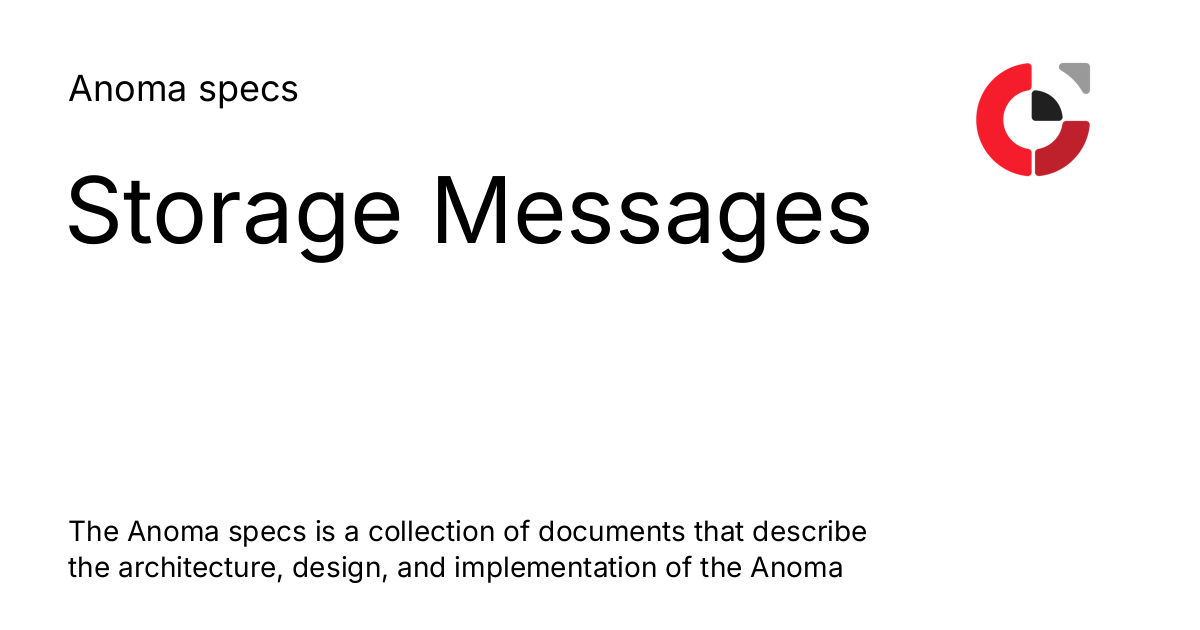 Anoma specs
Storage Messages
The Anoma specs is a collection of documents that describe
the architecture, design, and implementation of the Anoma